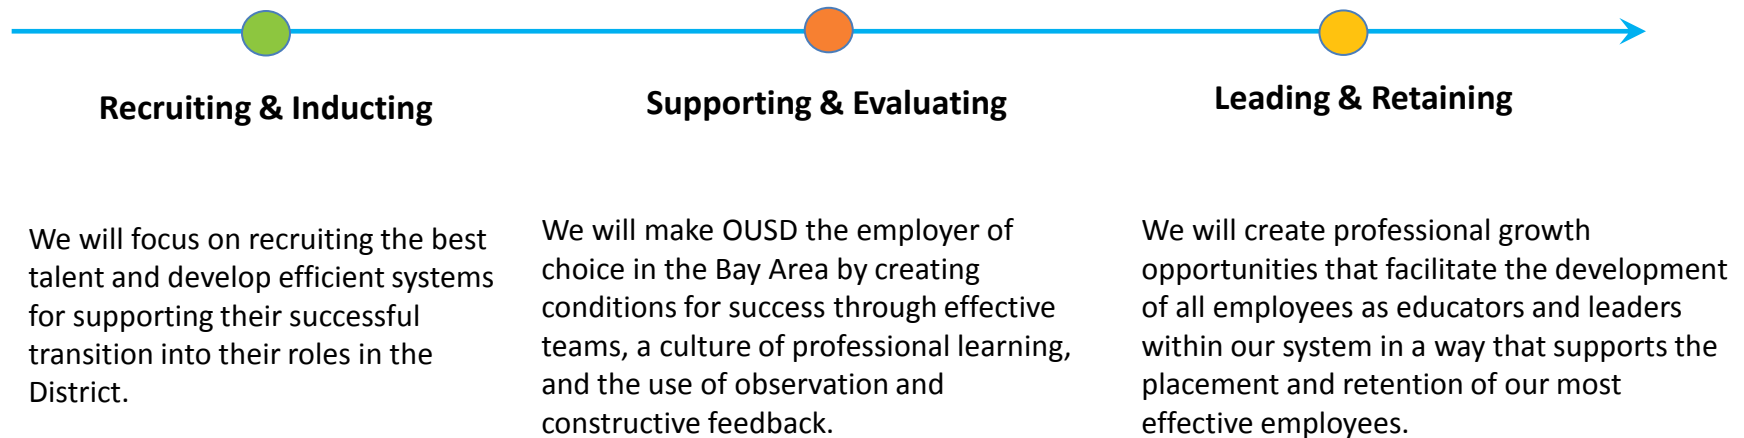 Recruiting & Inducting
We will focus on recruiting the best
talent and develop efficient systems
for supporting their successful
transition into their roles in the
District.
Supporting & Evaluating
We will make OUSD the employer of
choice in the Bay Area by creating
conditions for success through effective
teams, a culture of professional learning,
and the use of observation and
constructive feedback.
Leading & Retaining
We will create professional growth
opportunities that facilitate the development
of all employees as educators and leaders
within our system in a way that supports the
placement and retention of our most
effective employees.